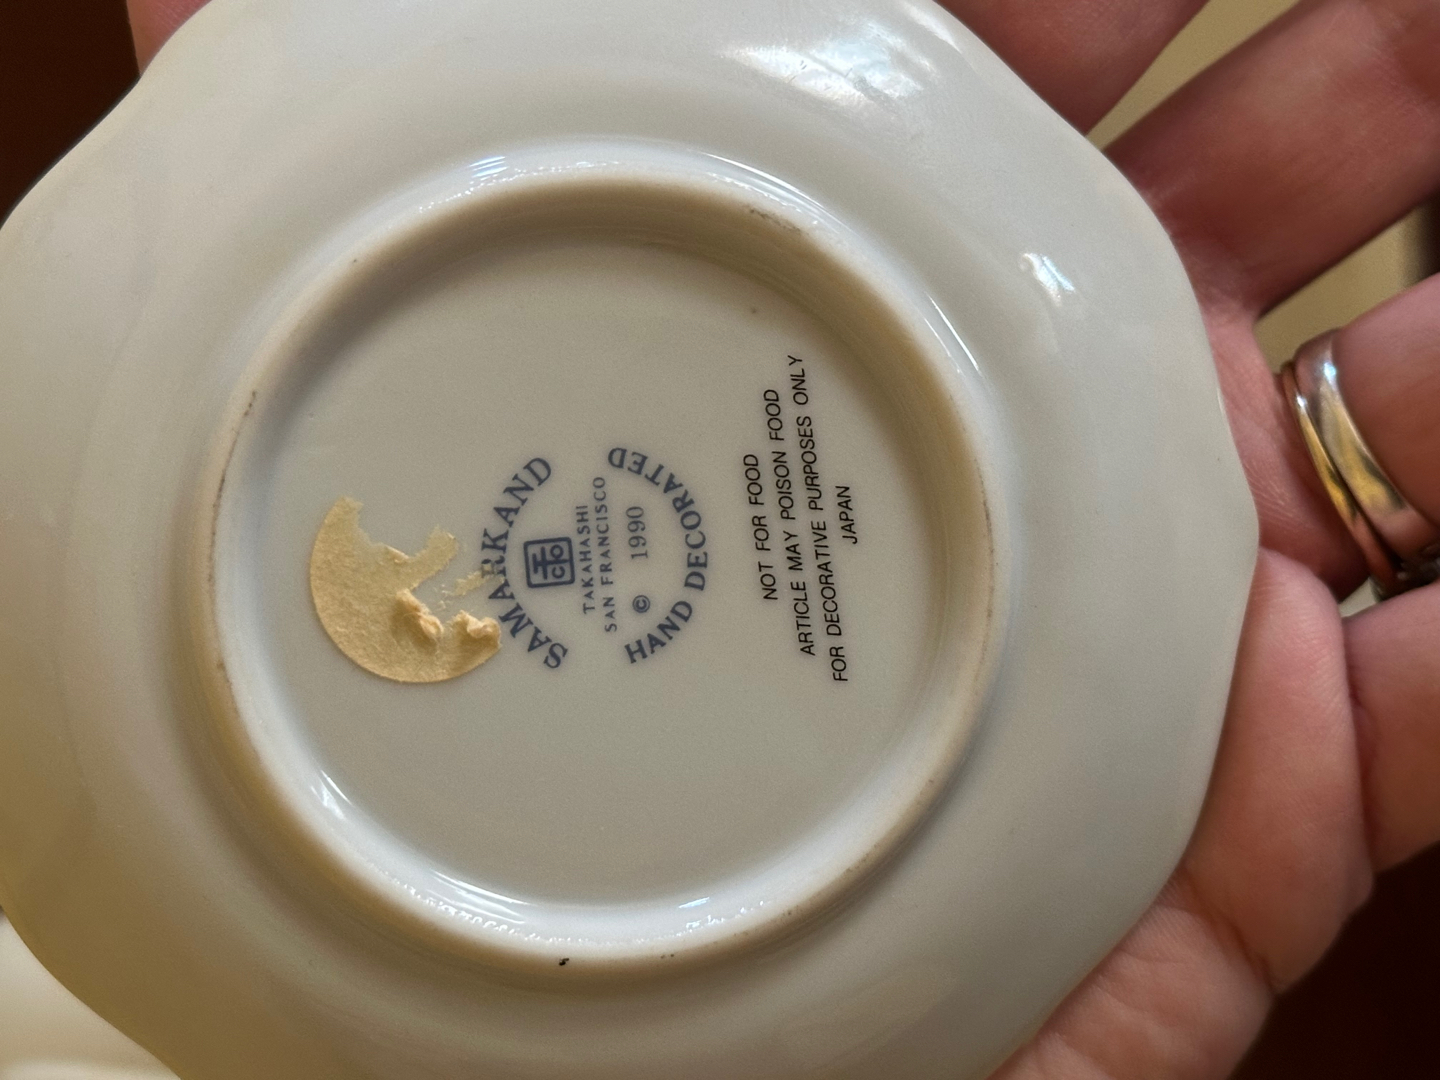 SAMARKAND
TAKAHASHI
SAN FRANCISCO
© 1990
HAND DECORATED
NOT FOR FOOD
ARTICLE MAY POISON FOOD
FOR DECORATIVE PURPOSES ONLY
JAPAN